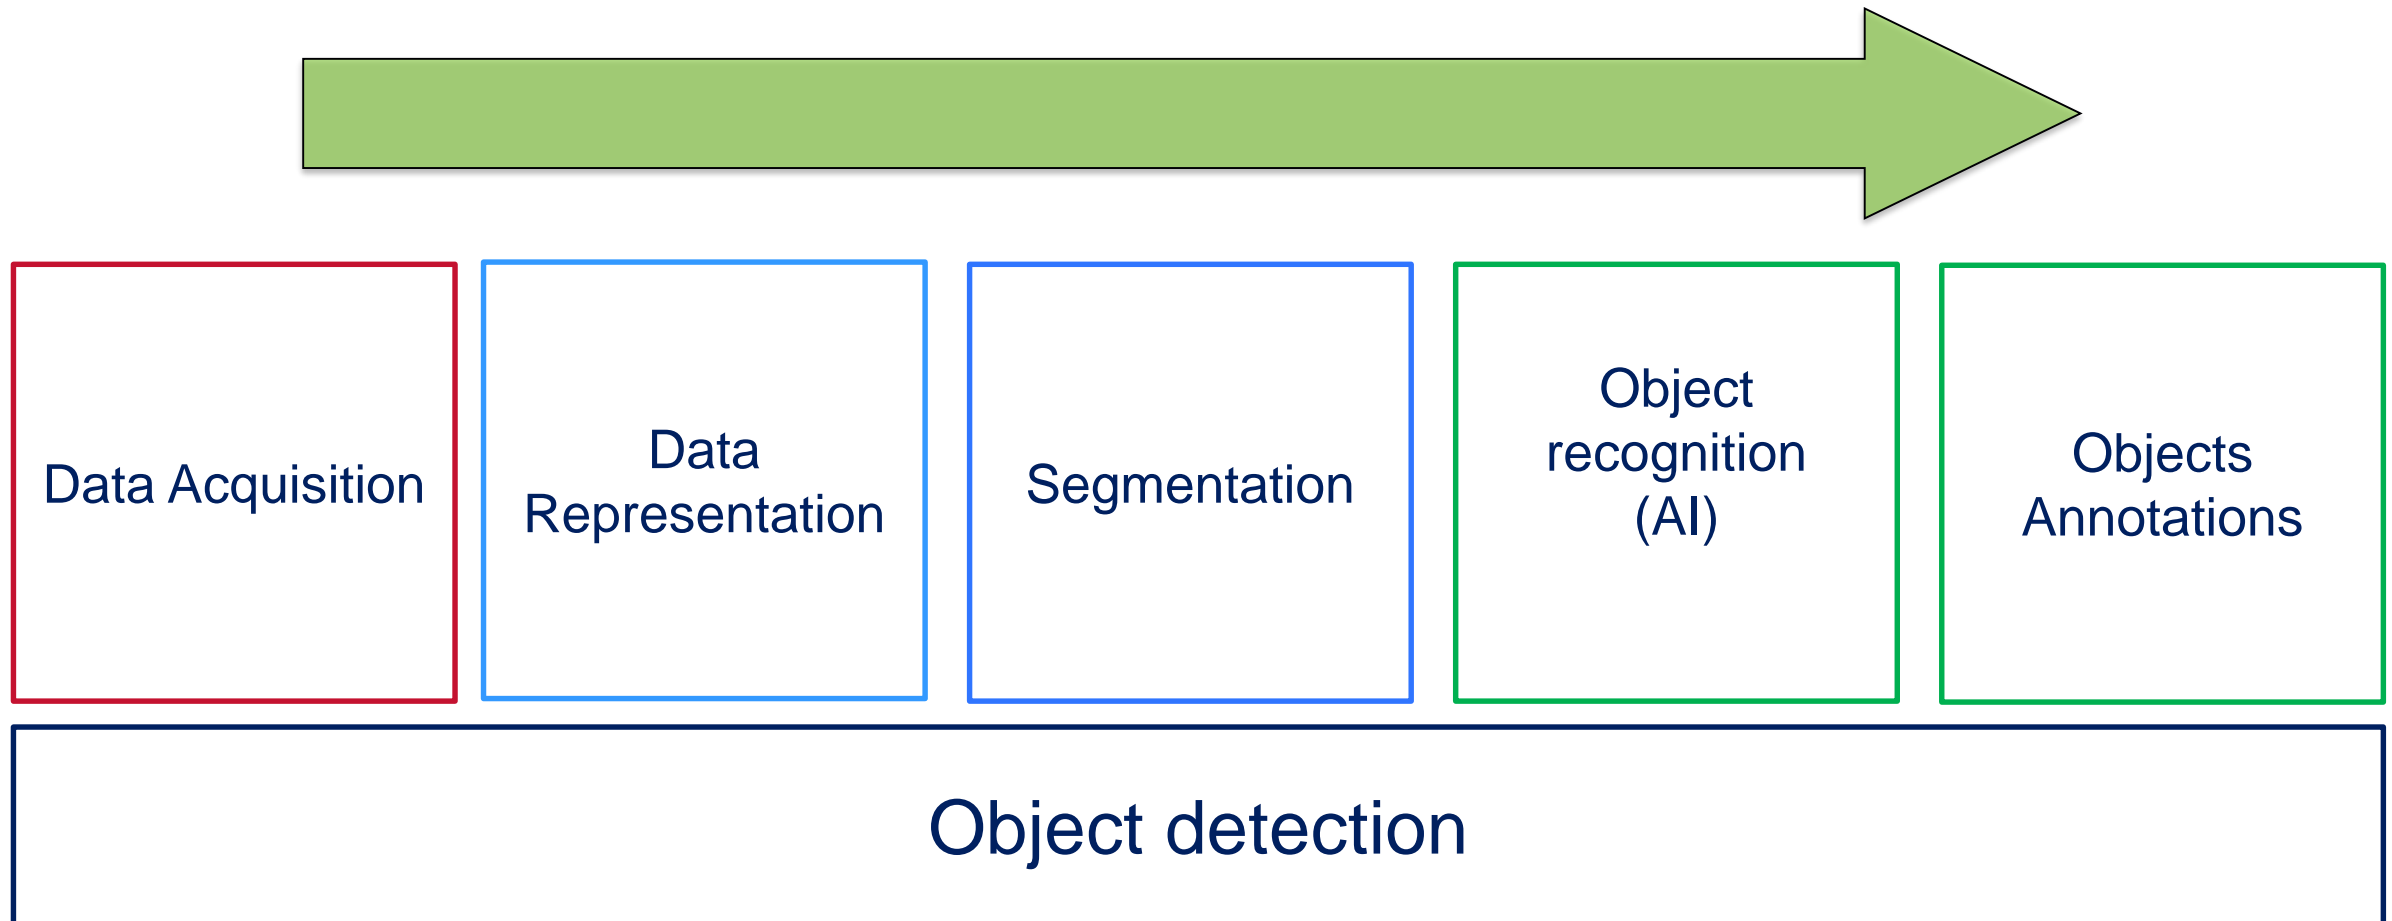 Data Acquisition
Data
Representation
Segmentation
Object
recognition
(AI)
Objects
Annotations
Object detection